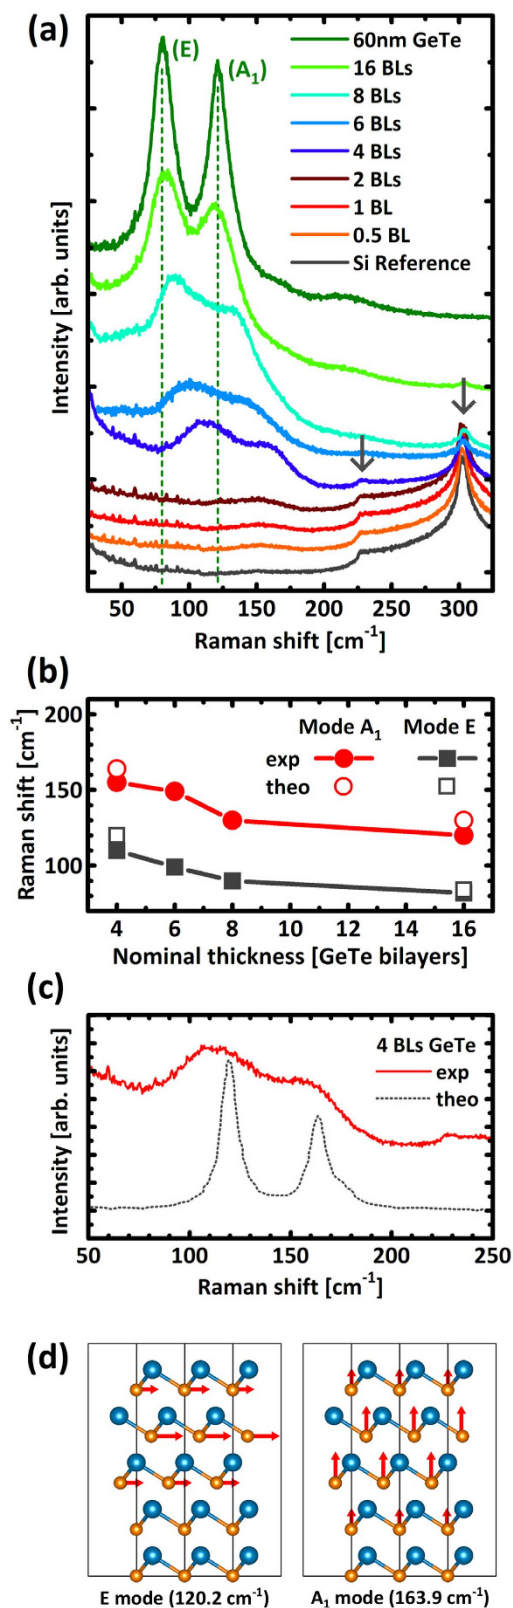 (a)
(E)
(A₁)
60nm GeTe
16 BLs
8 BLs
6 BLs
4 BLs
2 BLs
1 BL
0.5 BL
Si Reference
Intensity [arb. units]
50 100 150 200 250 300
Raman shift [cm⁻¹]
(b)
Raman shift [cm⁻¹]
200
150
100
Mode A₁ Mode E
exp
theo
4 6 8 10 12 14 16
Nominal thickness [GeTe bilayers]
(c)
Intensity [arb. units]
4 BLs GeTe
exp
theo
50 100 150 200 250
Raman shift [cm⁻¹]
(d)
E mode (120.2 cm⁻¹) A₁ mode (163.9 cm⁻¹)